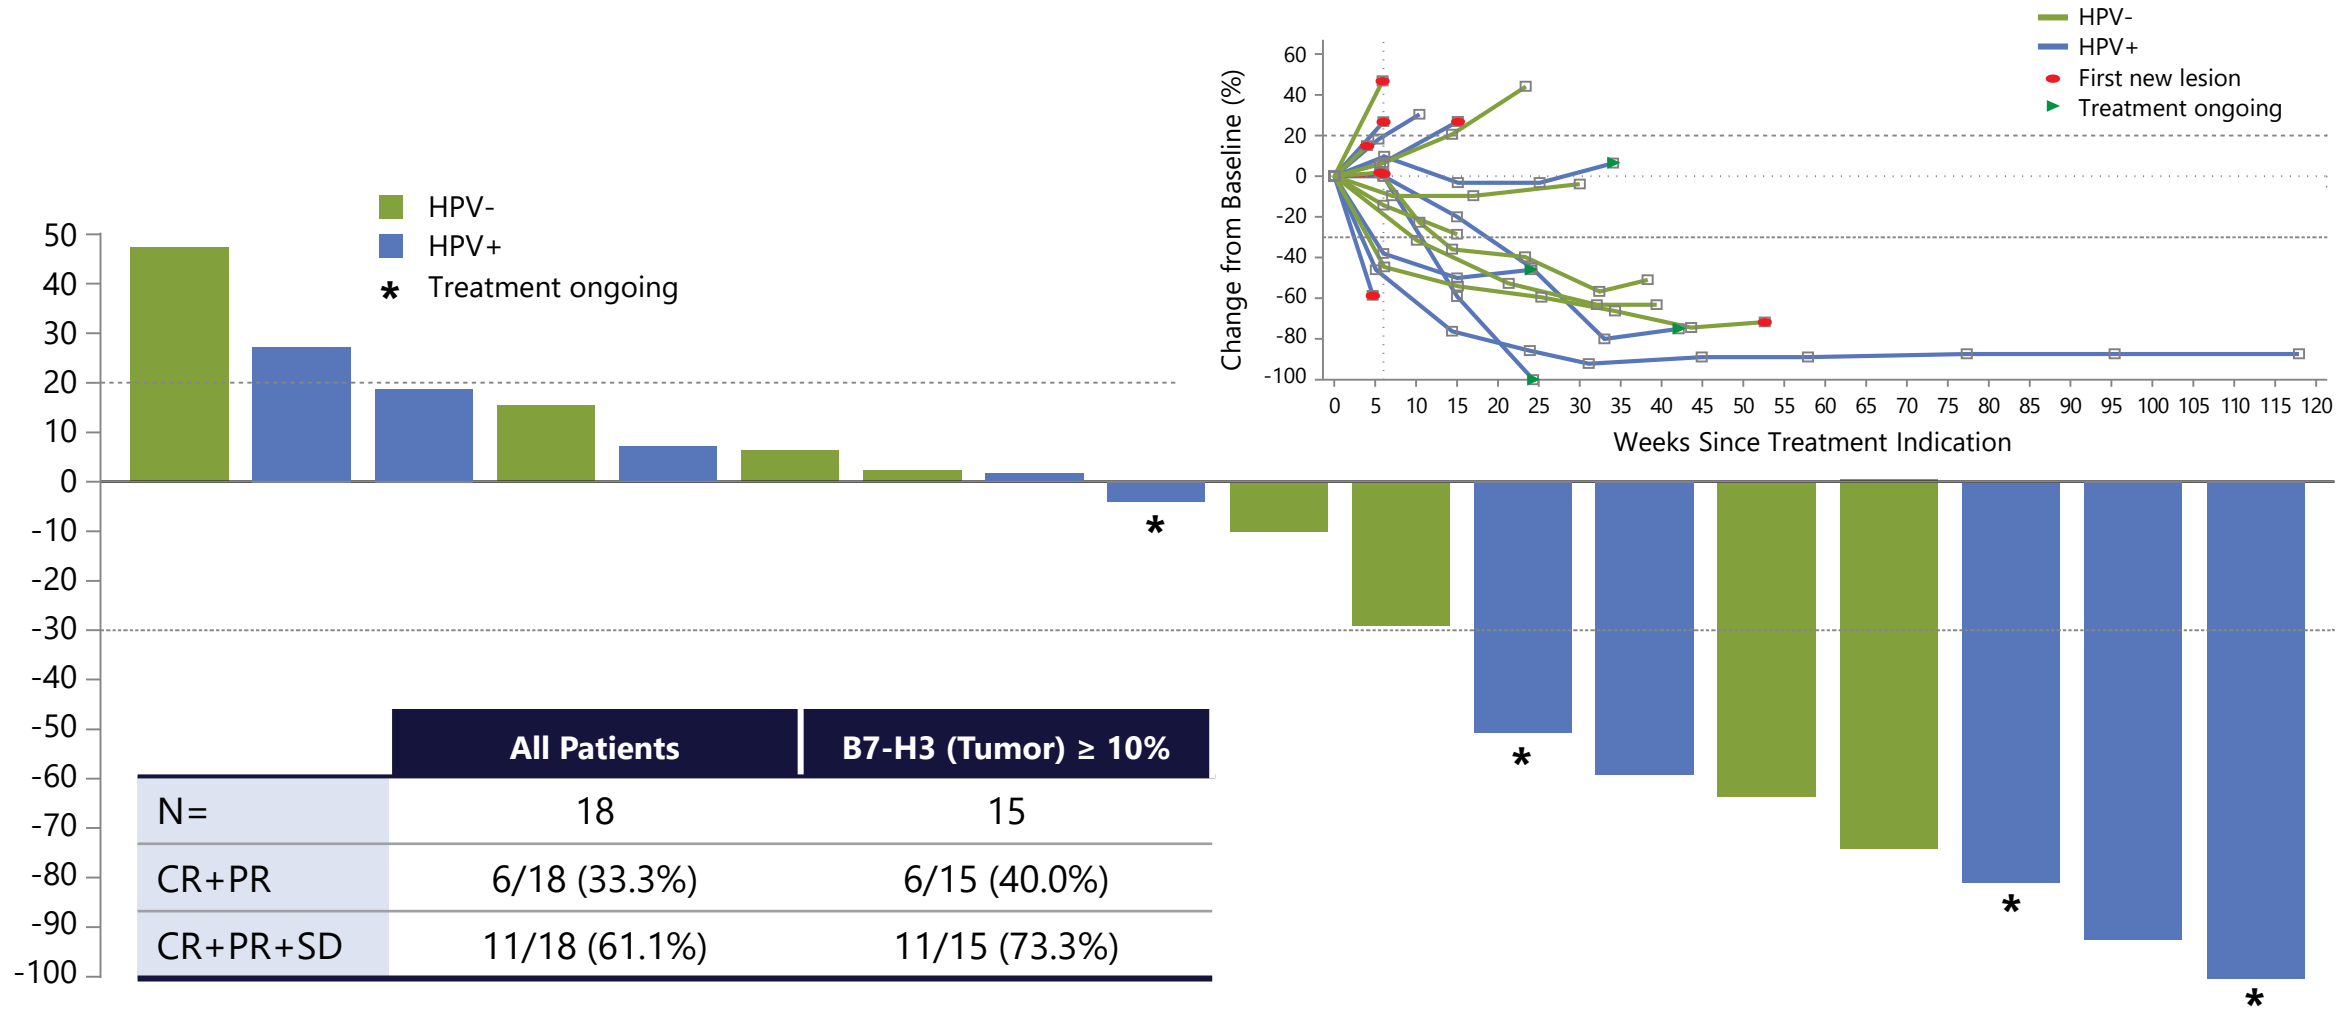 HPV-
HPV+
First new lesion
Treatment ongoing
Change from Baseline (%)
60
40
20
0
-20
-40
-60
-80
-100
0 5 10 15 20 25 30 35 40 45 50 55 60 65 70 75 80 85 90 95 100 105 110 115 120
Weeks Since Treatment Indication
HPV-
HPV+
* Treatment ongoing
50
40
30
20
10
0
-10
-20
-30
-40
-50
-60
-70
-80
-90
-100
*
*
*
*
All Patients B7-H3 (Tumor) ≥ 10%
N= 18 15
CR+PR 6/18 (33.3%) 6/15 (40.0%)
CR+PR+SD 11/18 (61.1%) 11/15 (73.3%)